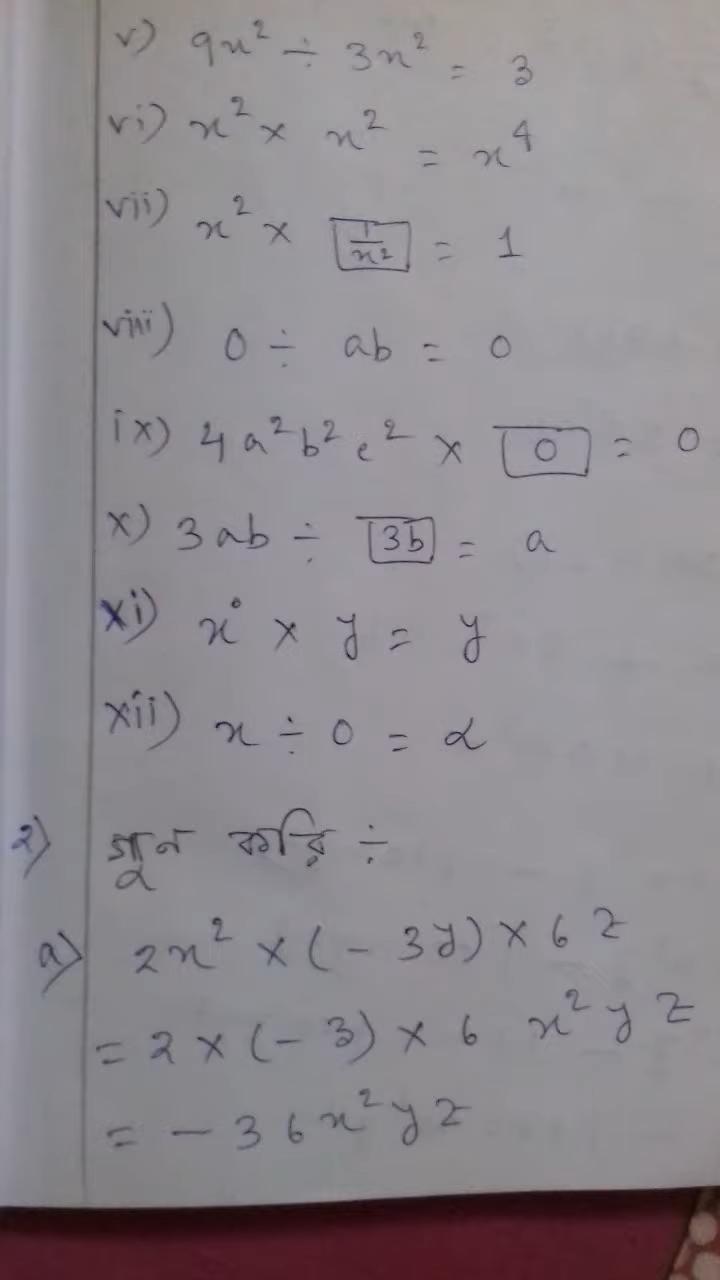 v) 9x² ÷ 3x² = 3
vi) x² × x² = x⁴
vii) x² × 1/x² = 1
viii) 0 ÷ ab = 0
ix) 4a²b²c² × 0 = 0
x) 3ab ÷ 3b = a
xi) x⁰ × y = y
xii) x ÷ 0 = α
২) গুন করি ÷
a) 2x² × (- 3y) × 6z
= 2 × (- 3) × 6 x²yz
= - 36x²yz